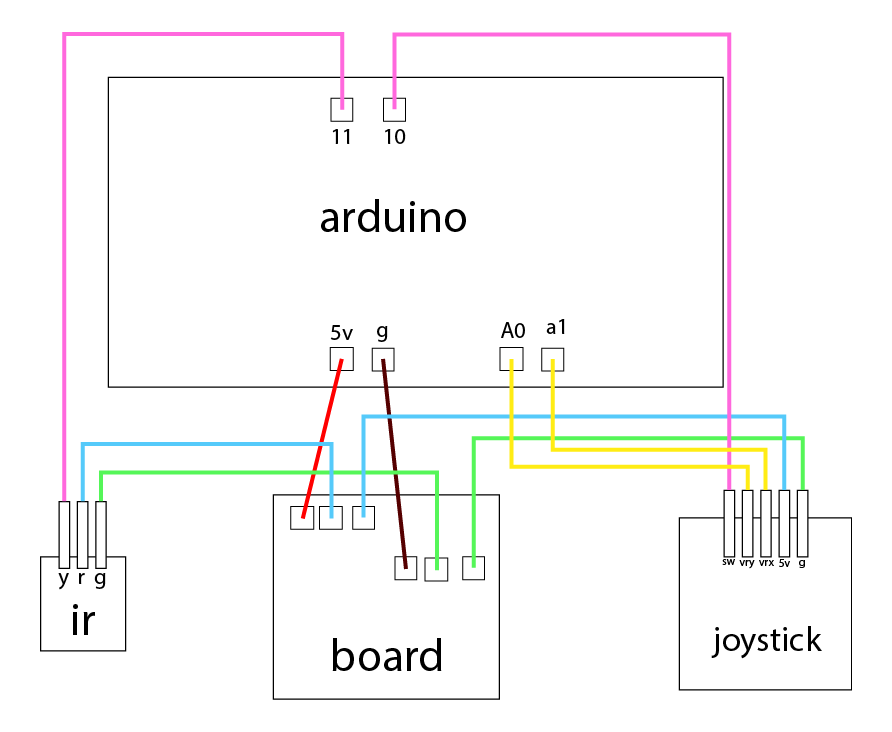 11 10
arduino
5v g A0 a1
y r g
ir
board
sw vry vrx 5v g
joystick